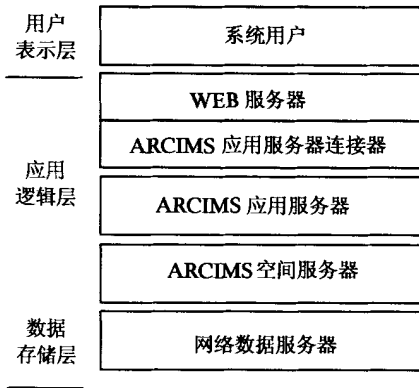 用户
表示层
系统用户
WEB 服务器
ARCIMS 应用服务器连接器
应用
逻辑层
ARCIMS 应用服务器
ARCIMS 空间服务器
数据
存储层
网络数据服务器